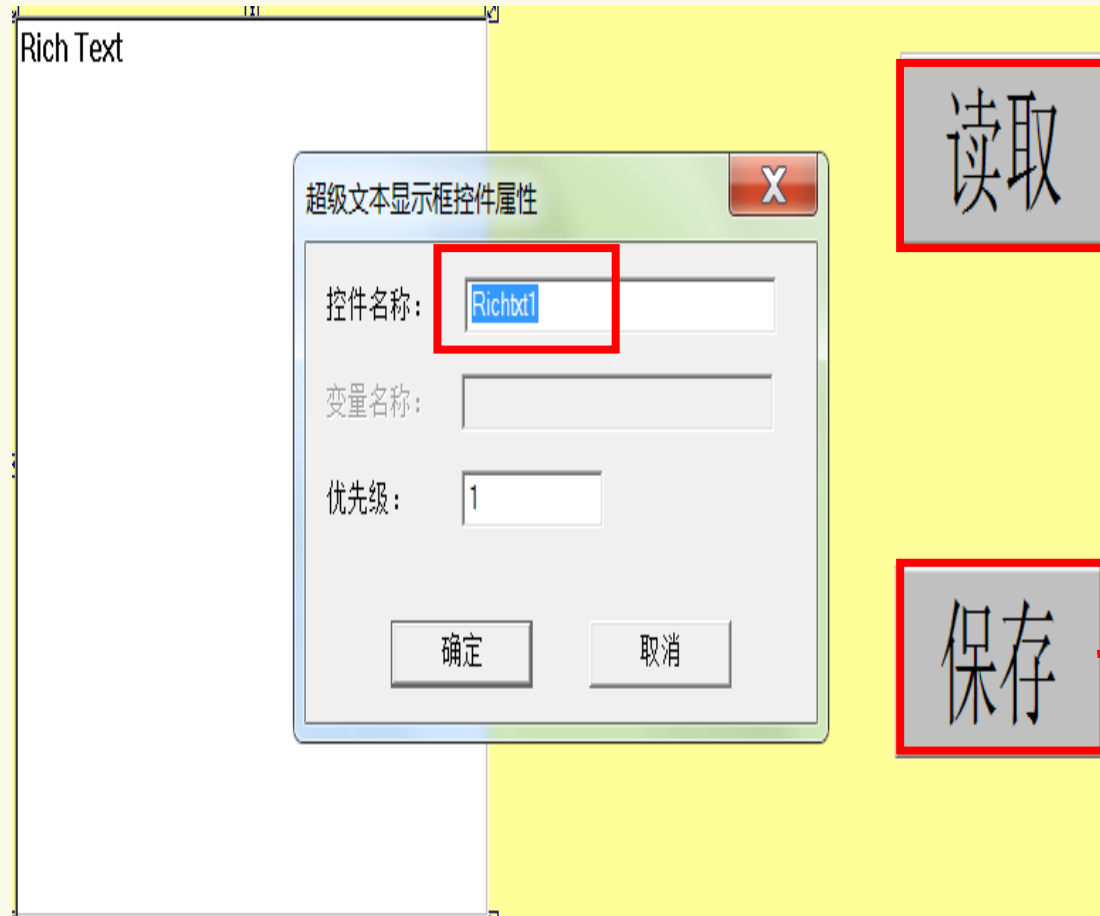 Rich Text
读取
超级文本显示框控件属性
控件名称：
Richtxt1
变量名称：
优先级：
1
确定
取消
保存